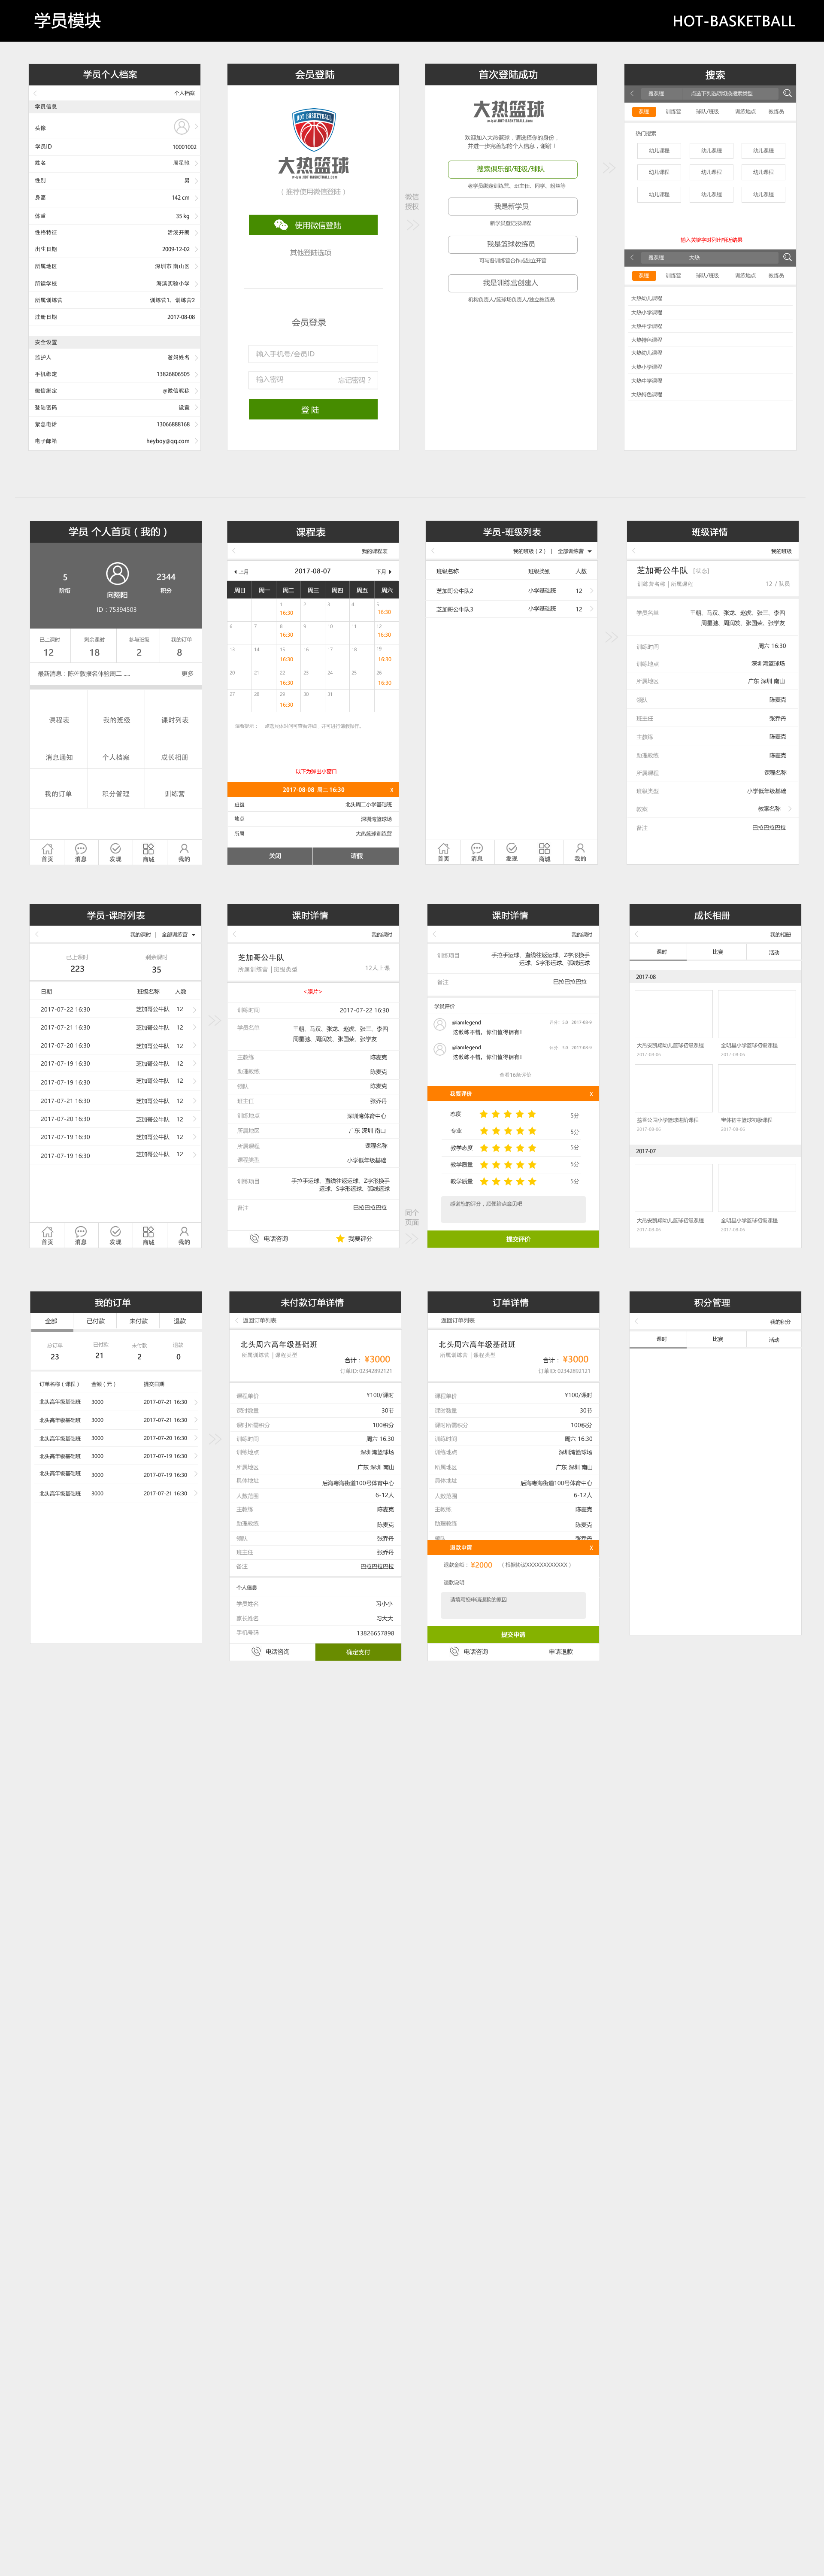 学员模块
HOT-BASKETBALL
学员个人档案
个人档案
学员信息
头像
学员ID 10001002
姓名 周星驰
性别 男
身高 142 cm
体重 35 kg
性格特征 活泼开朗
出生日期 2009-12-02
所属地区 深圳市 南山区
所读学校 海滨实验小学
所属训练营 训练营1、训练营2
注册日期 2017-08-08
安全设置
监护人 爸妈姓名
手机绑定 13826806505
微信绑定 @微信昵称
登陆密码 设置
紧急电话 13066888168
电子邮箱 heyboy@qq.com
会员登陆
HOT BASKETBALL
大热篮球
（推荐使用微信登陆）
使用微信登陆
其他登陆选项
会员登录
输入手机号/会员ID
输入密码 忘记密码？
登 陆
微信
授权
首次登陆成功
大热篮球
欢迎加入大热篮球，请选择你的身份，
并进一步完善您的个人信息，谢谢！
搜索俱乐部/班级/球队
老学员绑定训练营、班主任、同学、粉丝等
我是新学员
新学员登记报课程
我是篮球教练员
可与各训练营合作或独立开营
我是训练营创建人
机构负责人/篮球场负责人/独立教练员
搜索
搜课程 点选下列选项切换搜索类型
课程 训练营 球队/班级 训练地点 教练员
热门搜索
幼儿课程 幼儿课程 幼儿课程
幼儿课程 幼儿课程 幼儿课程
幼儿课程 幼儿课程 幼儿课程
输入关键字时列出相近结果
搜课程 大热
课程 训练营 球队/班级 训练地点 教练员
大热幼儿课程
大热小学课程
大热中学课程
大热特色课程
大热幼儿课程
大热小学课程
大热中学课程
大热特色课程
学员 个人首页（我的）
5 2344
阶衔 向翔阳 积分
ID：75394503
已上课时 剩余课时 参与班级 我的订单
12 18 2 8
最新消息：陈佐敦报名体验周二 ... 更多
课程表 我的班级 课时列表
消息通知 个人档案 成长相册
我的订单 积分管理 训练营
首页 消息 发现 商城 我的
课程表
我的课程表
上月 2017-08-07 下月
周日 周一 周二 周三 周四 周五 周六
1 2 3 4 5
16:30 16:30
6 7 8 9 10 11 12
16:30 16:30
13 14 15 16 17 18 19
16:30 16:30
20 21 22 23 24 25 26
16:30 16:30
27 28 29 30 31
16:30
温馨提示： 点选具体时间可查看详细，并可进行请假操作。
以下为弹出小窗口
2017-08-08 周二 16:30 X
班级 北头周二小学基础班
地点 深圳湾篮球场
所属 大热篮球训练营
关闭 请假
学员-班级列表
我的班级（2） | 全部训练营
班级名称 班级类别 人数
芝加哥公牛队2 小学基础班 12
芝加哥公牛队3 小学基础班 12
班级详情
我的班级
芝加哥公牛队 [状态]
训练营名称 | 所属课程 12 / 队员
学员名单 王朝、马汉、张龙、赵虎、张三、李四
周星驰、周润发、张国荣、张学友
训练时间 周六 16:30
训练地点 深圳湾篮球场
所属地区 广东 深圳 南山
领队 陈麦克
班主任 张乔丹
主教练 陈麦克
助理教练 陈麦克
所属课程 课程名称
班级类型 小学低年级基础
教案 教案名称
备注 巴拉巴拉巴拉
学员-课时列表
我的课时 | 全部训练营
已上课时 剩余课时
223 35
日期 班级名称 人数
2017-07-22 16:30 芝加哥公牛队 12
2017-07-21 16:30 芝加哥公牛队 12
2017-07-20 16:30 芝加哥公牛队 12
2017-07-19 16:30 芝加哥公牛队 12
2017-07-19 16:30 芝加哥公牛队 12
2017-07-21 16:30 芝加哥公牛队 12
2017-07-20 16:30 芝加哥公牛队 12
2017-07-19 16:30 芝加哥公牛队 12
2017-07-19 16:30 芝加哥公牛队 12
首页 消息 发现 商城 我的
课时详情
我的课时
芝加哥公牛队
所属训练营 | 班级类型 12人上课
<照片>
训练时间 2017-07-22 16:30
学员名单 王朝、马汉、张龙、赵虎、张三、李四
周星驰、周润发、张国荣、张学友
主教练 陈麦克
助理教练 陈麦克
领队 陈麦克
班主任 张乔丹
训练地点 深圳湾体育中心
所属地区 广东 深圳 南山
所属课程 课程名称
课程类型 小学低年级基础
训练项目 手拉手运球、直线往返运球、Z字形换手
运球、S字形运球、弧线运球
备注 巴拉巴拉巴拉
电话咨询 我要评分
同个
页面
课时详情
我的课时
训练项目 手拉手运球、直线往返运球、Z字形换手
运球、S字形运球、弧线运球
备注 巴拉巴拉巴拉
学员评价
@iamlegend 评分：5.8 2017-08-9
这教练不错，你们值得拥有！
@iamlegend 评分：5.8 2017-08-9
这教练不错，你们值得拥有！
查看16条评价
我要评价 X
态度 5分
专业 5分
教学态度 5分
教学质量 5分
教学质量 5分
感谢您的评分，顺便给点意见吧
提交评价
成长相册
我的相册
课时 比赛 活动
2017-08
大热安凯翔幼儿篮球初级课程 全明星小学篮球初级课程
2017-08-06 2017-08-06
荔香公园小学篮球进阶课程 宝体初中篮球初级课程
2017-08-06 2017-08-06
2017-07
大热安凯翔幼儿篮球初级课程 全明星小学篮球初级课程
2017-08-06 2017-08-06
我的订单
全部 已付款 未付款 退款
总订单 已付款 未付款 退款
23 21 2 0
订单名称（课程） 金额（元） 提交日期
北头高年级基础班 3000 2017-07-21 16:30
北头高年级基础班 3000 2017-07-21 16:30
北头高年级基础班 3000 2017-07-20 16:30
北头高年级基础班 3000 2017-07-19 16:30
北头高年级基础班 3000 2017-07-19 16:30
北头高年级基础班 3000 2017-07-21 16:30
未付款订单详情
返回订单列表
北头周六高年级基础班
所属训练营 | 课程类型 合计： ¥3000
订单ID: 02342892121
课程单价 ¥100/课时
课时数量 30节
课时所需积分 100积分
训练时间 周六 16:30
训练地点 深圳湾篮球场
所属地区 广东 深圳 南山
具体地址 后海粤海街道100号体育中心
人数范围 6-12人
主教练 陈麦克
助理教练 陈麦克
领队 张乔丹
班主任 张乔丹
备注 巴拉巴拉巴拉
个人信息
学员姓名 习小小
家长姓名 习大大
手机号码 13826657898
电话咨询 确定支付
订单详情
返回订单列表
北头周六高年级基础班
所属训练营 | 课程类型 合计： ¥3000
订单ID: 02342892121
课程单价 ¥100/课时
课时数量 30节
课时所需积分 100积分
训练时间 周六 16:30
训练地点 深圳湾篮球场
所属地区 广东 深圳 南山
具体地址 后海粤海街道100号体育中心
人数范围 6-12人
主教练 陈麦克
助理教练 陈麦克
领队 张乔丹
退款申请 X
退款金额： ¥2000 （ 根据协议XXXXXXXXXXXX ）
退款说明
请填写你申请退款的原因
提交申请
电话咨询 申请退款
积分管理
我的积分
课时 比赛 活动